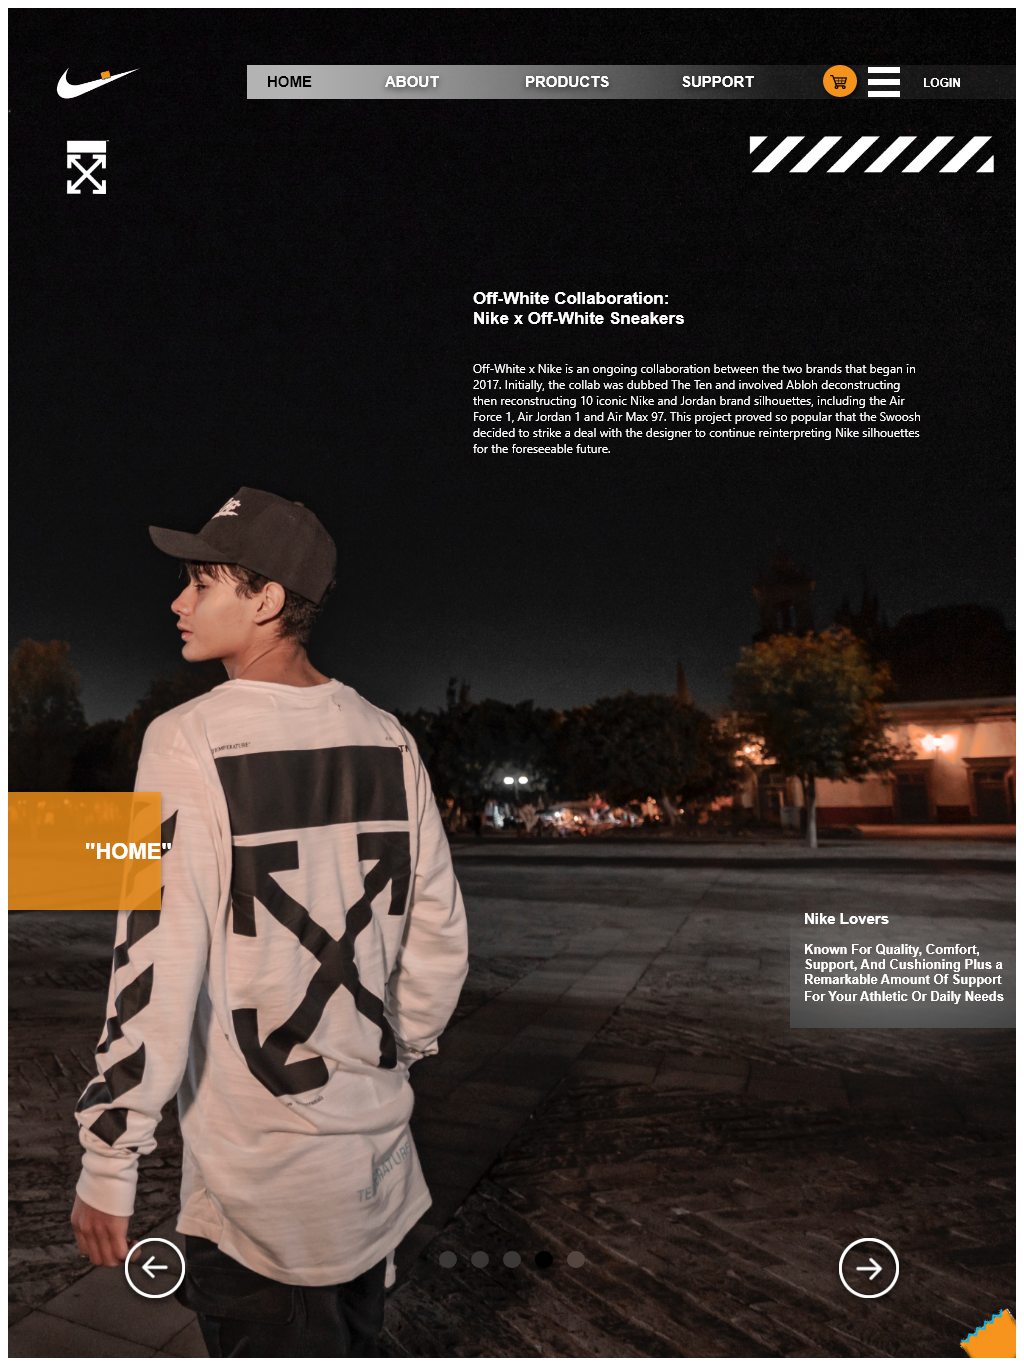 HOME ABOUT PRODUCTS SUPPORT LOGIN
Off-White Collaboration:
Nike x Off-White Sneakers
Off-White x Nike is an ongoing collaboration between the two brands that began in
2017. Initially, the collab was dubbed The Ten and involved Abloh deconstructing
then reconstructing 10 iconic Nike and Jordan brand silhouettes, including the Air
Force 1, Air Jordan 1 and Air Max 97. This project proved so popular that the Swoosh
decided to strike a deal with the designer to continue reinterpreting Nike silhouettes
for the foreseeable future.
TEMPERATURE"
"HOME"
Nike Lovers
Known For Quality, Comfort,
Support, And Cushioning Plus a
Remarkable Amount Of Support
For Your Athletic Or Daily Needs